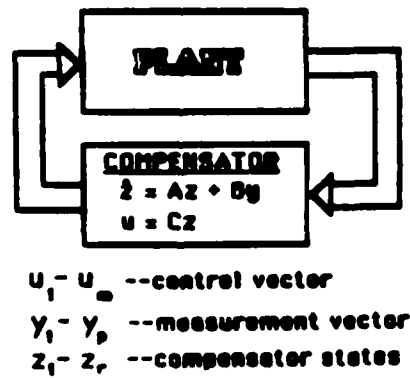 PLANT
COMPENSATOR
ż = Az + By
u = Cz
u₁ - uₘ --control vector
y₁ - yₚ --measurement vector
z₁ - zᵣ --compensator states